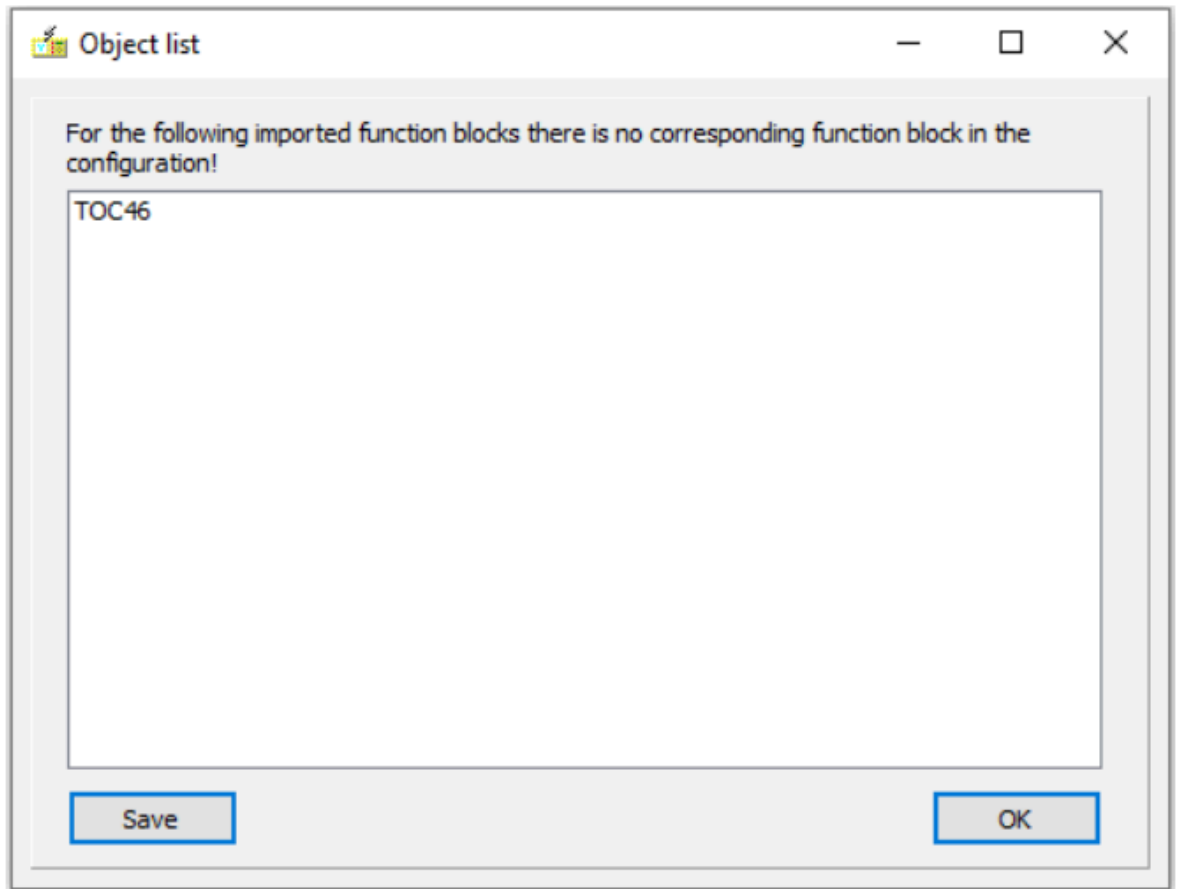 Object list
For the following imported function blocks there is no corresponding function block in the
configuration!
TOC46
Save
OK